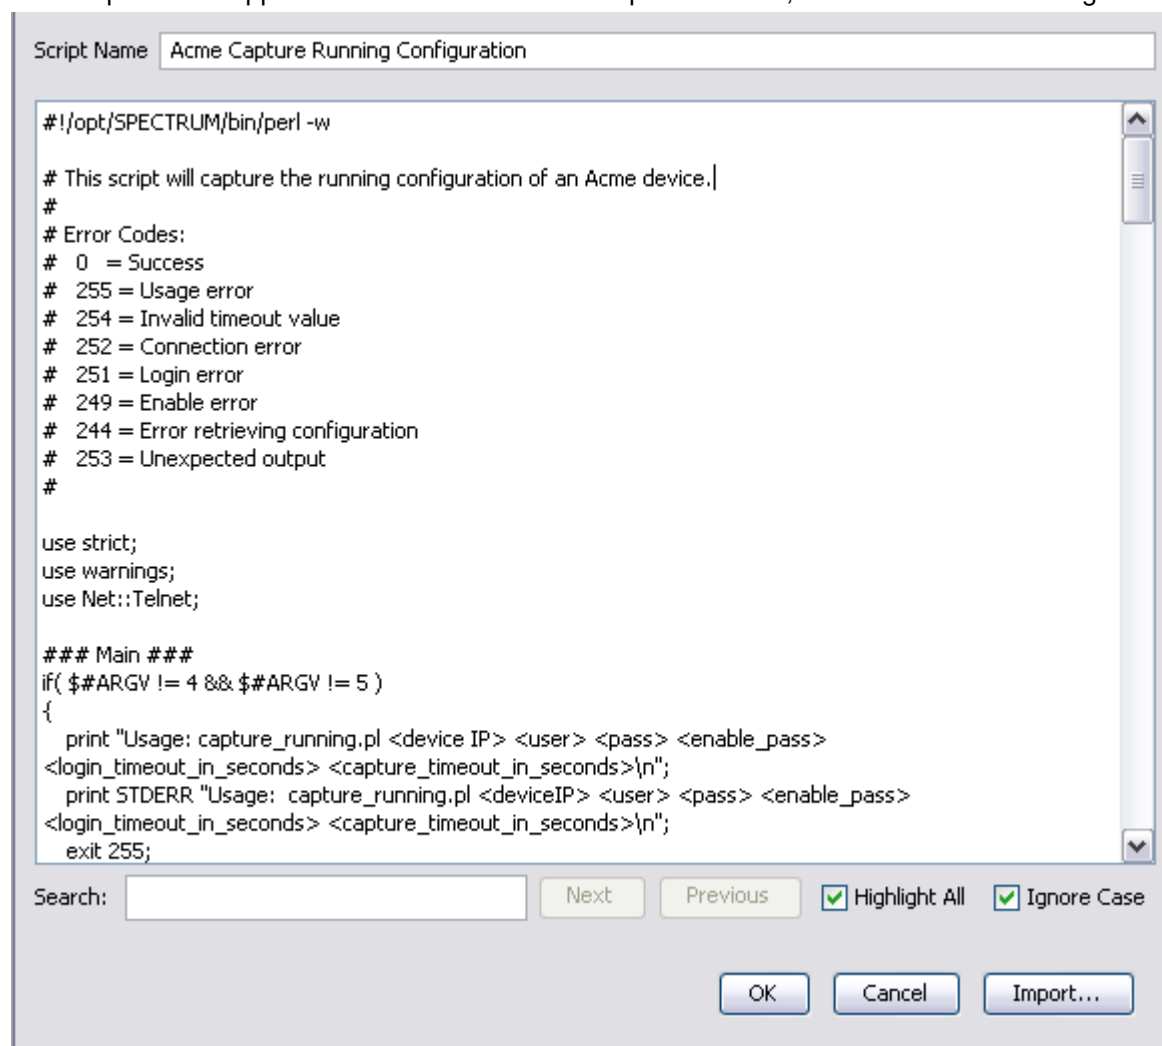 Script Name Acme Capture Running Configuration
#!/opt/SPECTRUM/bin/perl -w
# This script will capture the running configuration of an Acme device.
#
# Error Codes:
#   0   = Success
#   255 = Usage error
#   254 = Invalid timeout value
#   252 = Connection error
#   251 = Login error
#   249 = Enable error
#   244 = Error retrieving configuration
#   253 = Unexpected output
#
use strict;
use warnings;
use Net::Telnet;
### Main ###
if( $#ARGV != 4 && $#ARGV != 5 )
{
print "Usage: capture_running.pl <device IP> <user> <pass> <enable_pass>
<login_timeout_in_seconds> <capture_timeout_in_seconds>\n";
print STDERR "Usage:  capture_running.pl <deviceIP> <user> <pass> <enable_pass>
<login_timeout_in_seconds> <capture_timeout_in_seconds>\n";
exit 255;
Search: Next Previous Highlight All Ignore Case
OK Cancel Import...